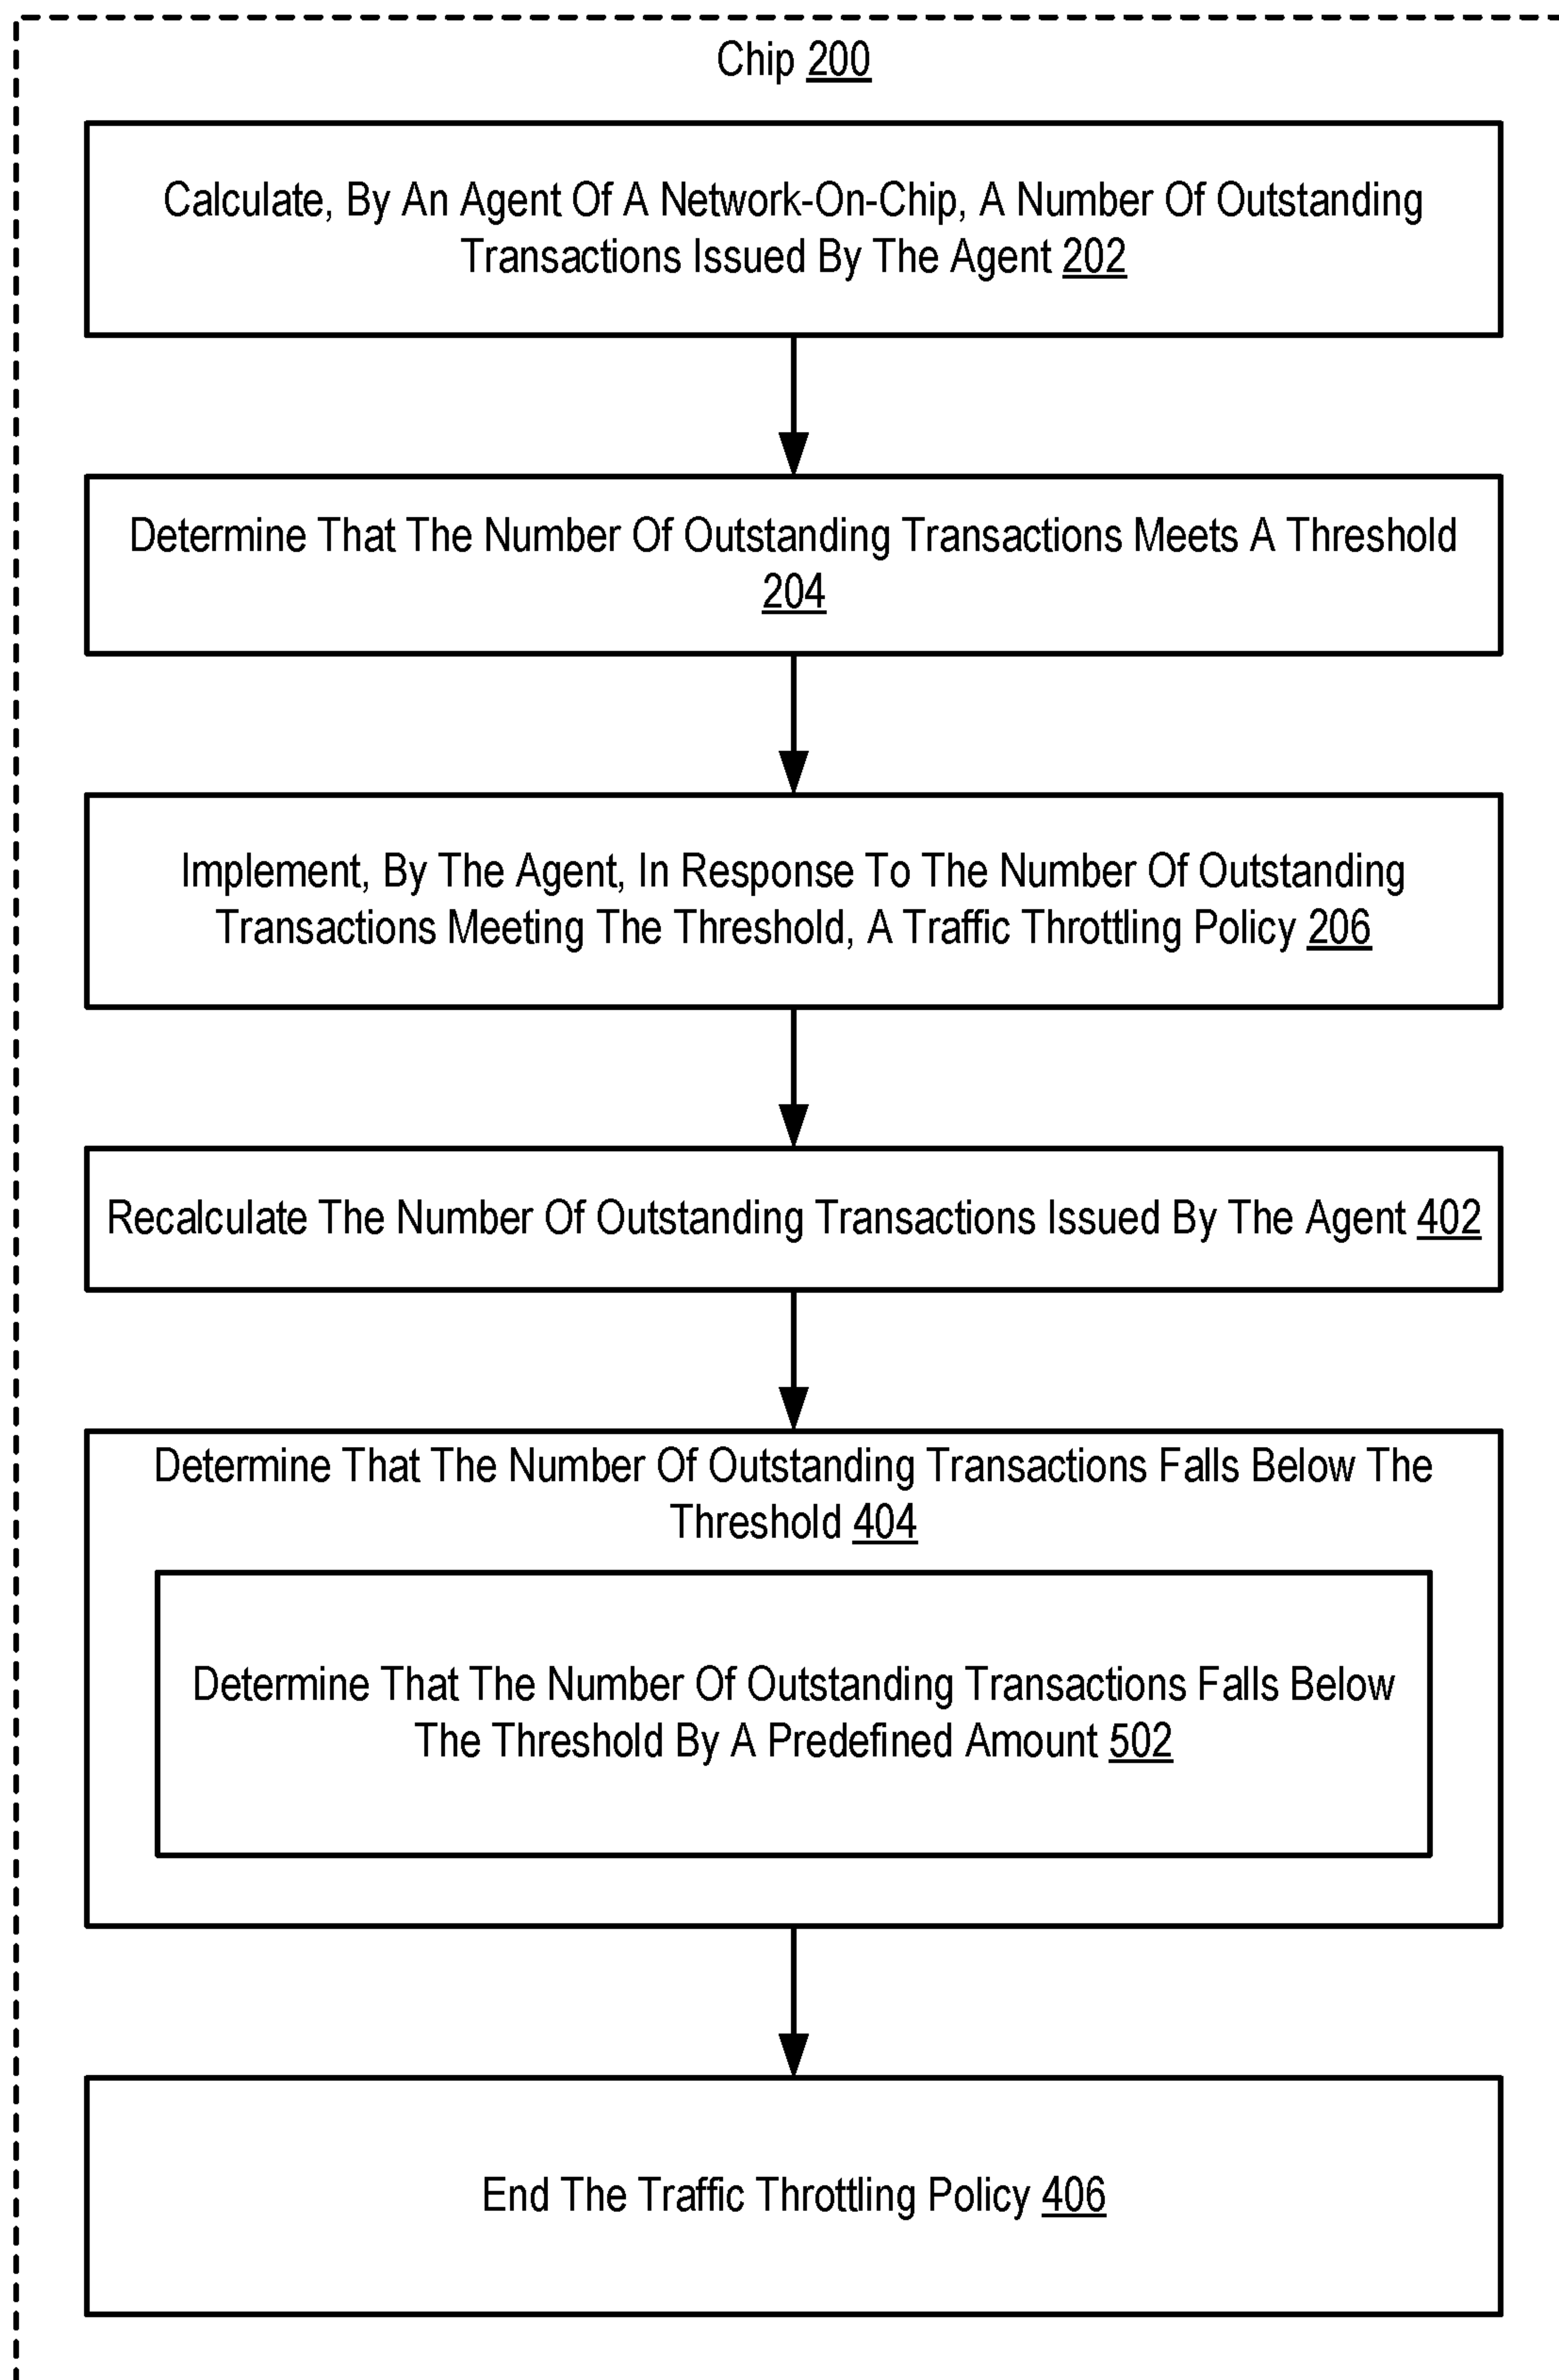 Chip 200
Calculate, By An Agent Of A Network-On-Chip, A Number Of Outstanding
Transactions Issued By The Agent 202
Determine That The Number Of Outstanding Transactions Meets A Threshold
204
Implement, By The Agent, In Response To The Number Of Outstanding
Transactions Meeting The Threshold, A Traffic Throttling Policy 206
Recalculate The Number Of Outstanding Transactions Issued By The Agent 402
Determine That The Number Of Outstanding Transactions Falls Below The
Threshold 404
Determine That The Number Of Outstanding Transactions Falls Below
The Threshold By A Predefined Amount 502
End The Traffic Throttling Policy 406